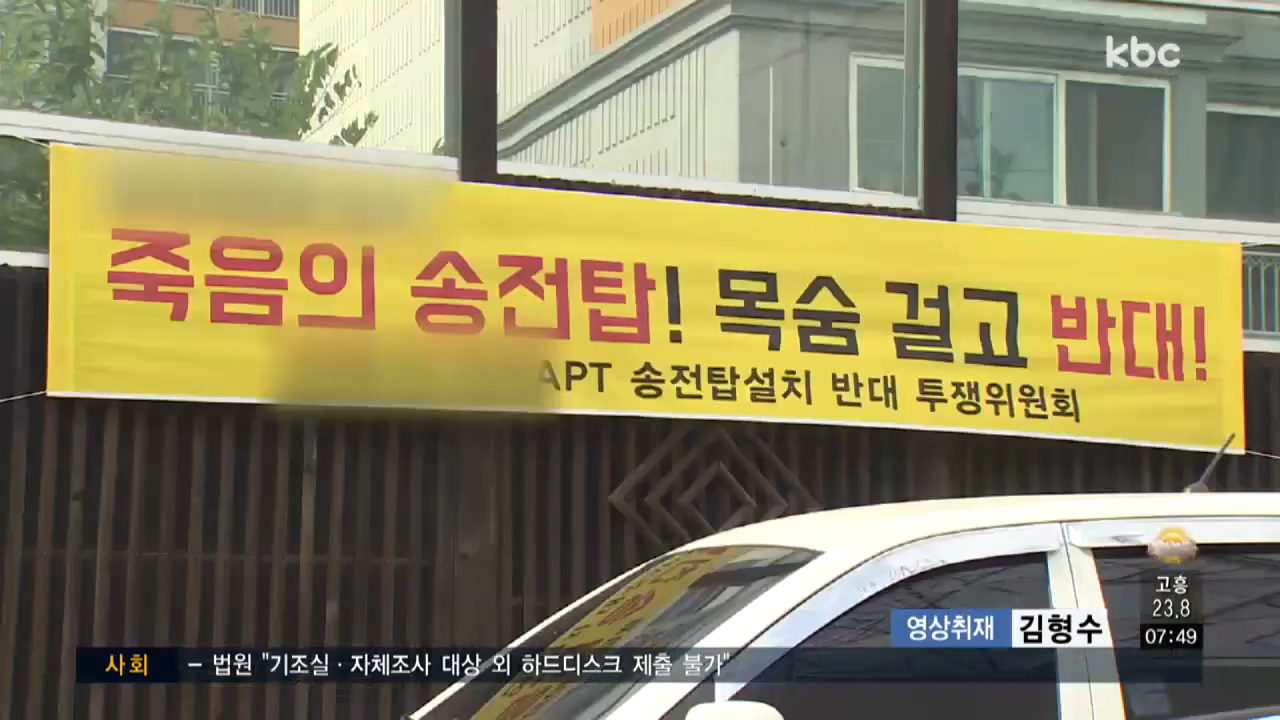 kbc
죽음의 송전탑! 목숨 걸고 반대!
APT 송전탑설치 반대 투쟁위원회
영상취재 김형수
고흥
23.8
07:49
사회 - 법원 "기조실·자체조사 대상 외 하드디스크 제출 불가"